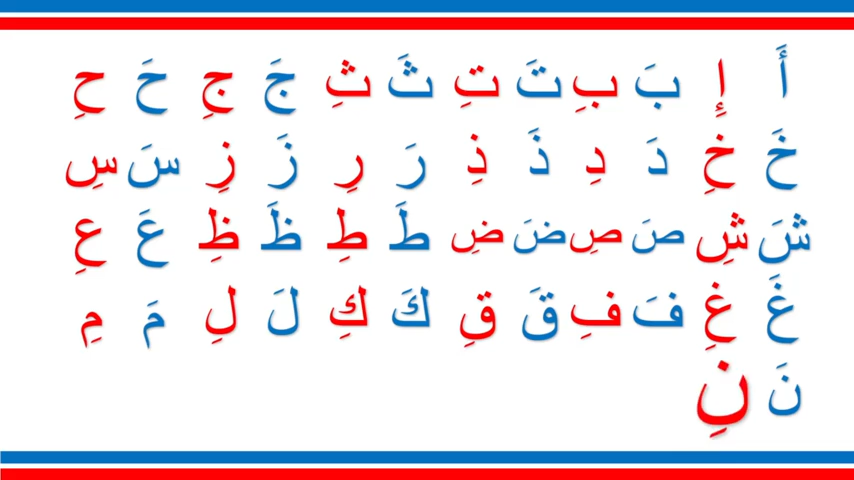 أَ إِ بَ بِ تَ تِ ثَ ثِ جَ جِ حَ حِ
خَ خِ دَ دِ ذَ ذِ رَ رِ زَ زِ سَ سِ
شَ شِ صَ صِ ضَ ضِ طَ طِ ظَ ظِ عَ عِ
غَ غِ فَ فِ قَ قِ كَ كِ لَ لِ مَ مِ
نَ نِ